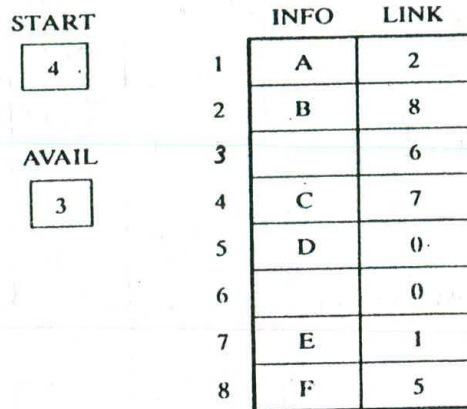 START
4
AVAIL
3
INFO LINK
1 A 2
2 B 8
3 6
4 C 7
5 D 0
6 0
7 E 1
8 F 5